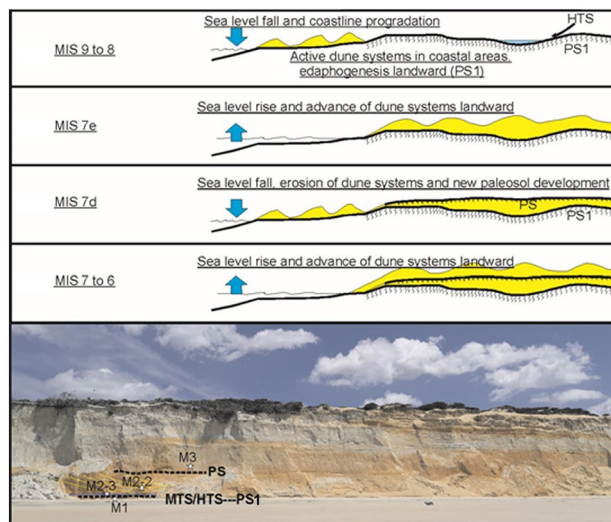 Sea level fall and coastline progradation
HTS
MIS 9 to 8
PS1
Active dune systems in coastal areas,
edaphogenesis landward (PS1)
Sea level rise and advance of dune systems landward
MIS 7e
Sea level fall, erosion of dune systems and new paleosol development
MIS 7d
PS
PS1
Sea level rise and advance of dune systems landward
MIS 7 to 6
M3
PS
M2-3
M2-2
MTS/HTS---PS1
M1